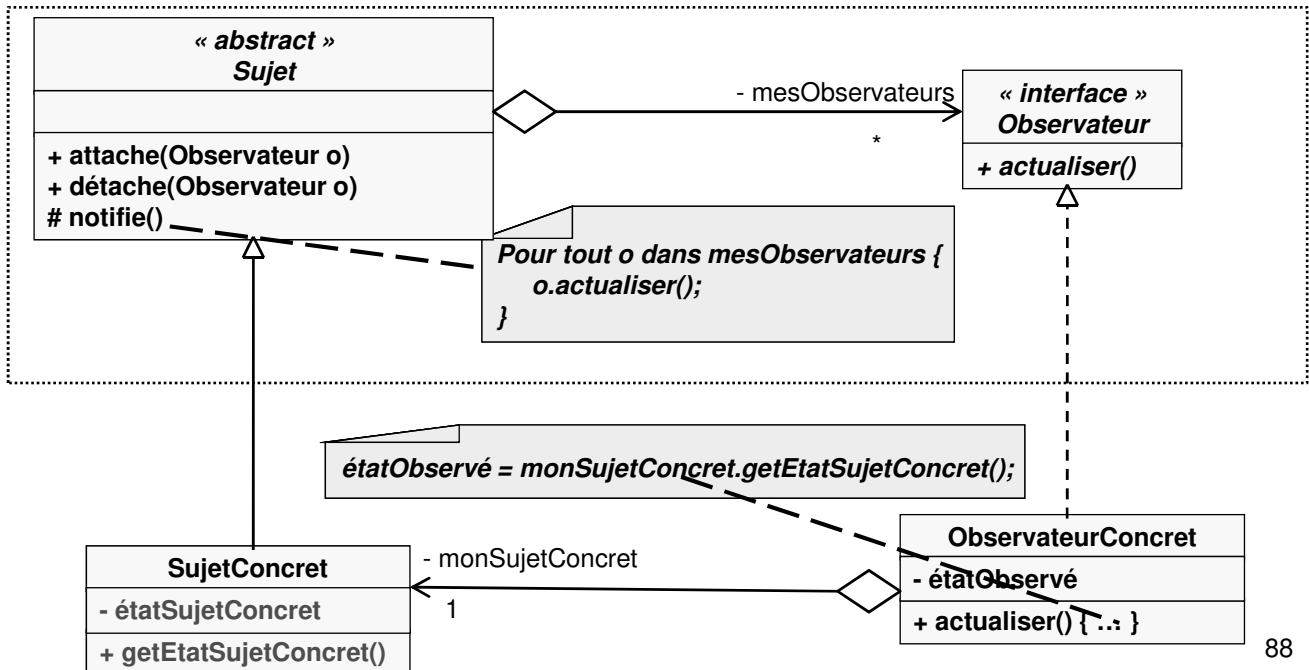 « abstract »
Sujet
+ attache(Observateur o)
+ détache(Observateur o)
# notifie()
- mesObservateurs
*
« interface »
Observateur
+ actualiser()
Pour tout o dans mesObservateurs {
o.actualiser();
}
étatObservé = monSujetConcret.getEtatSujetConcret();
SujetConcret
- étatSujetConcret
+ getEtatSujetConcret()
- monSujetConcret
1
ObservateurConcret
- étatObservé
+ actualiser() { ... }
88